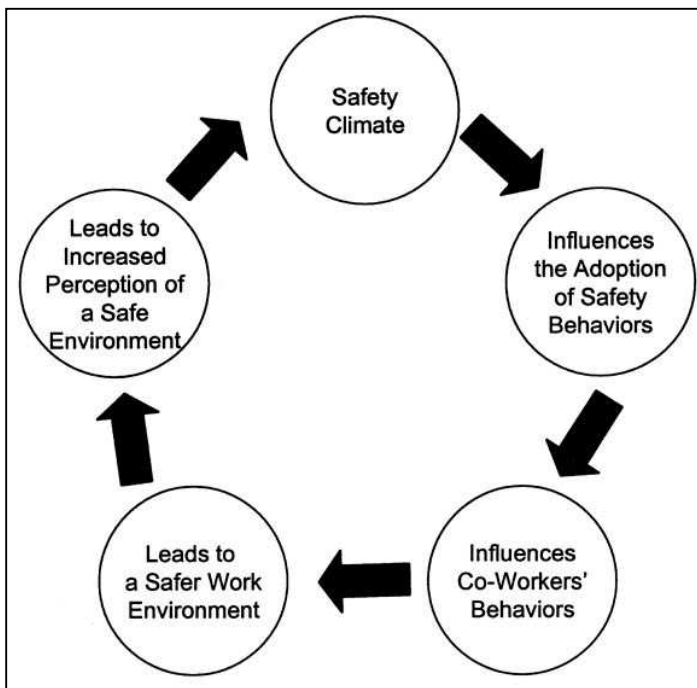 Safety
Climate
Influences
the Adoption
of Safety
Behaviors
Influences
Co-Workers'
Behaviors
Leads to
a Safer Work
Environment
Leads to
Increased
Perception of
a Safe
Environment